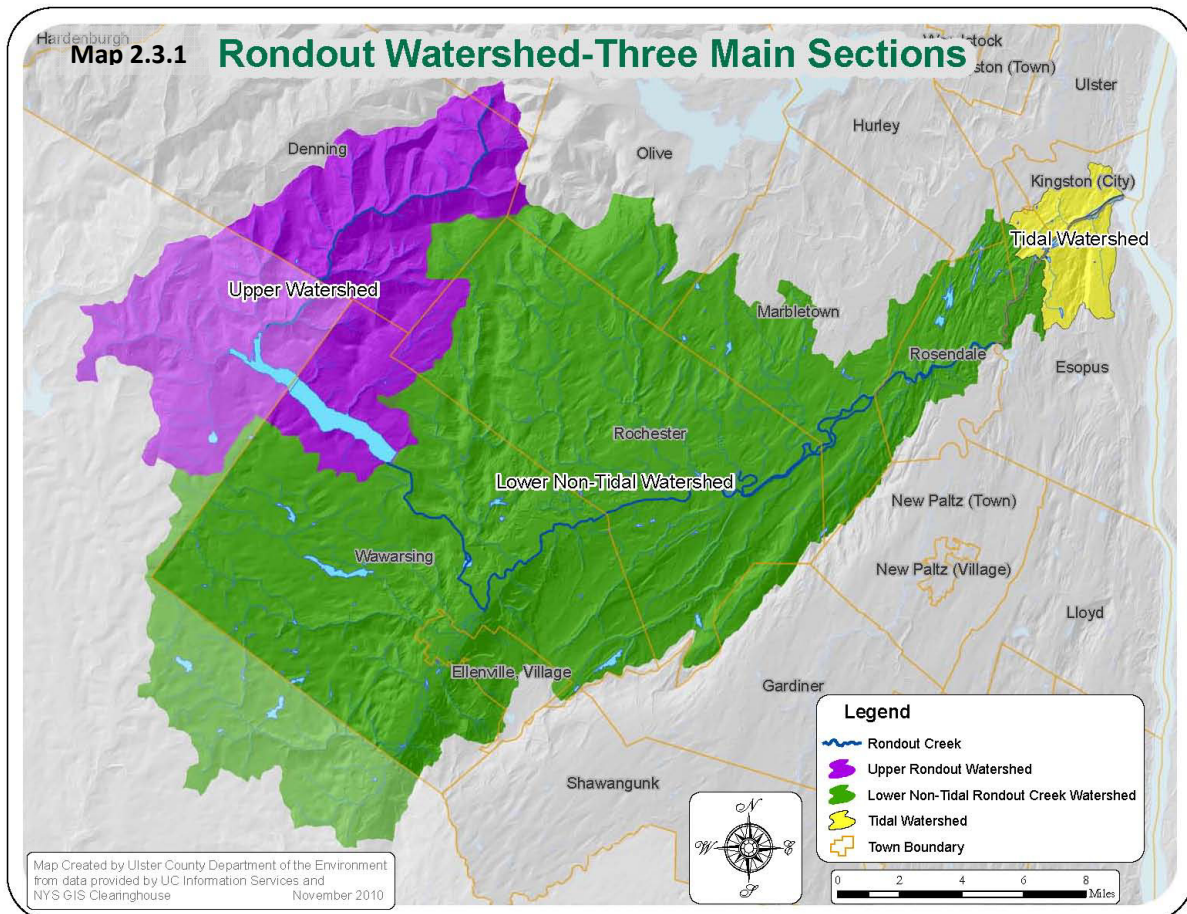 Hardenburgh
Map 2.3.1 Rondout Watershed-Three Main Sections
Woodstock
Kingston (Town)
Ulster
Hurley
Denning
Olive
Kingston (City)
Tidal Watershed
Upper Watershed
Marbletown
Rosendale
Esopus
Rochester
Lower Non-Tidal Watershed
New Paltz (Town)
Wawarsing
New Paltz (Village)
Lloyd
Ellenville, Village
Gardiner
Shawangunk
Legend
Rondout Creek
Upper Rondout Watershed
Lower Non-Tidal Rondout Creek Watershed
Tidal Watershed
Town Boundary
N
W E
S
0 2 4 6 8
Miles
Map Created by Ulster County Department of the Environment
from data provided by UC Information Services and
NYS GIS Clearinghouse November 2010